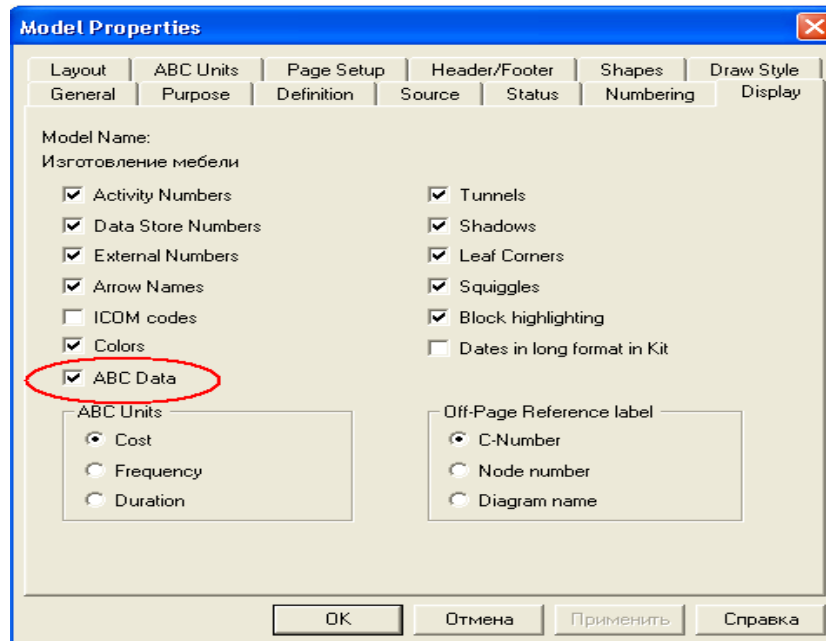 Model Properties
Layout ABC Units Page Setup Header/Footer Shapes Draw Style
General Purpose Definition Source Status Numbering Display
Model Name:
Изготовление мебели
Activity Numbers
Data Store Numbers
External Numbers
Arrow Names
ICOM codes
Colors
ABC Data
Tunnels
Shadows
Leaf Corners
Squiggles
Block highlighting
Dates in long format in Kit
ABC Units
Cost
Frequency
Duration
Off-Page Reference label
C-Number
Node number
Diagram name
OK Отмена Применить Справка